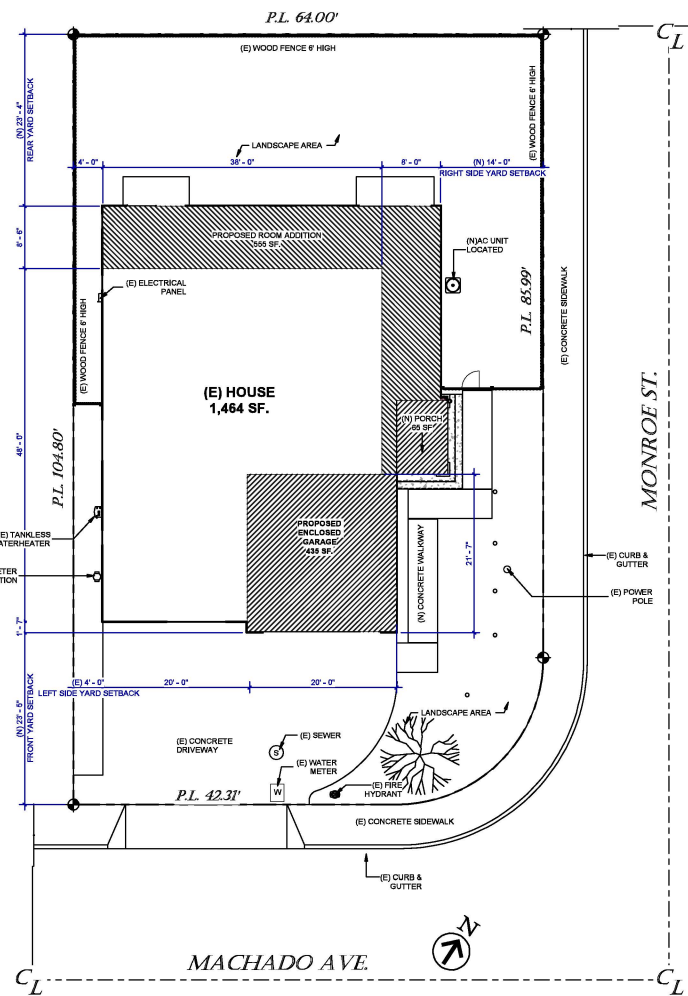 P.L. 64.00'
C
L
(E) WOOD FENCE 6' HIGH
(E) WOOD FENCE 6' HIGH
(N) 23' - 4"
REAR YARD SETBACK
LANDSCAPE AREA
4' - 0"
38' - 0"
8' - 0"
(N) 14' - 0"
RIGHT SIDE YARD SETBACK
8' - 6"
PROPOSED ROOM ADDITION
555 SF.
(N)AC UNIT
LOCATED
(E) ELECTRICAL
PANEL
P.L. 85.99'
(E) CONCRETE SIDEWALK
(E) WOOD FENCE 6' HIGH
(E) HOUSE
1,464 SF.
(N) PORCH
65 SF
MONROE ST.
48' - 0"
P.L. 104.80'
E) TANKLESS
ATERHEATER
PROPOSED
ENCLOSED
GARAGE
435 SF.
21' - 7"
(N) CONCRETE WALKWAY
(E) CURB &
GUTTER
ETER
TION
(E) POWER
POLE
1' - 7"
(E) 4' - 0"
20' - 0"
20' - 0"
LEFT SIDE YARD SETBACK
(N) 23' - 5"
FRONT YARD SETBACK
LANDSCAPE AREA
(E) CONCRETE
DRIVEWAY
(E) SEWER
S
(E) WATER
METER
W
(E) FIRE
HYDRANT
P.L. 42.31'
(E) CONCRETE SIDEWALK
(E) CURB &
GUTTER
N
MACHADO AVE.
C
L
C
L